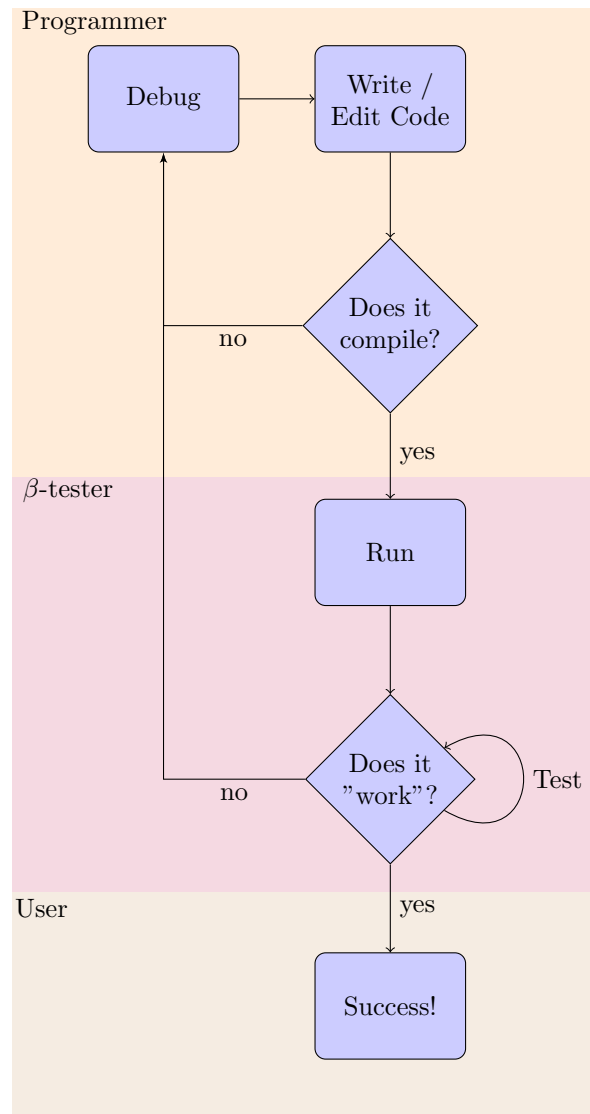 Programmer
Debug
Write /
Edit Code
Does it
compile?
no
yes
β-tester
Run
Does it
”work”?
Test
no
yes
User
Success!